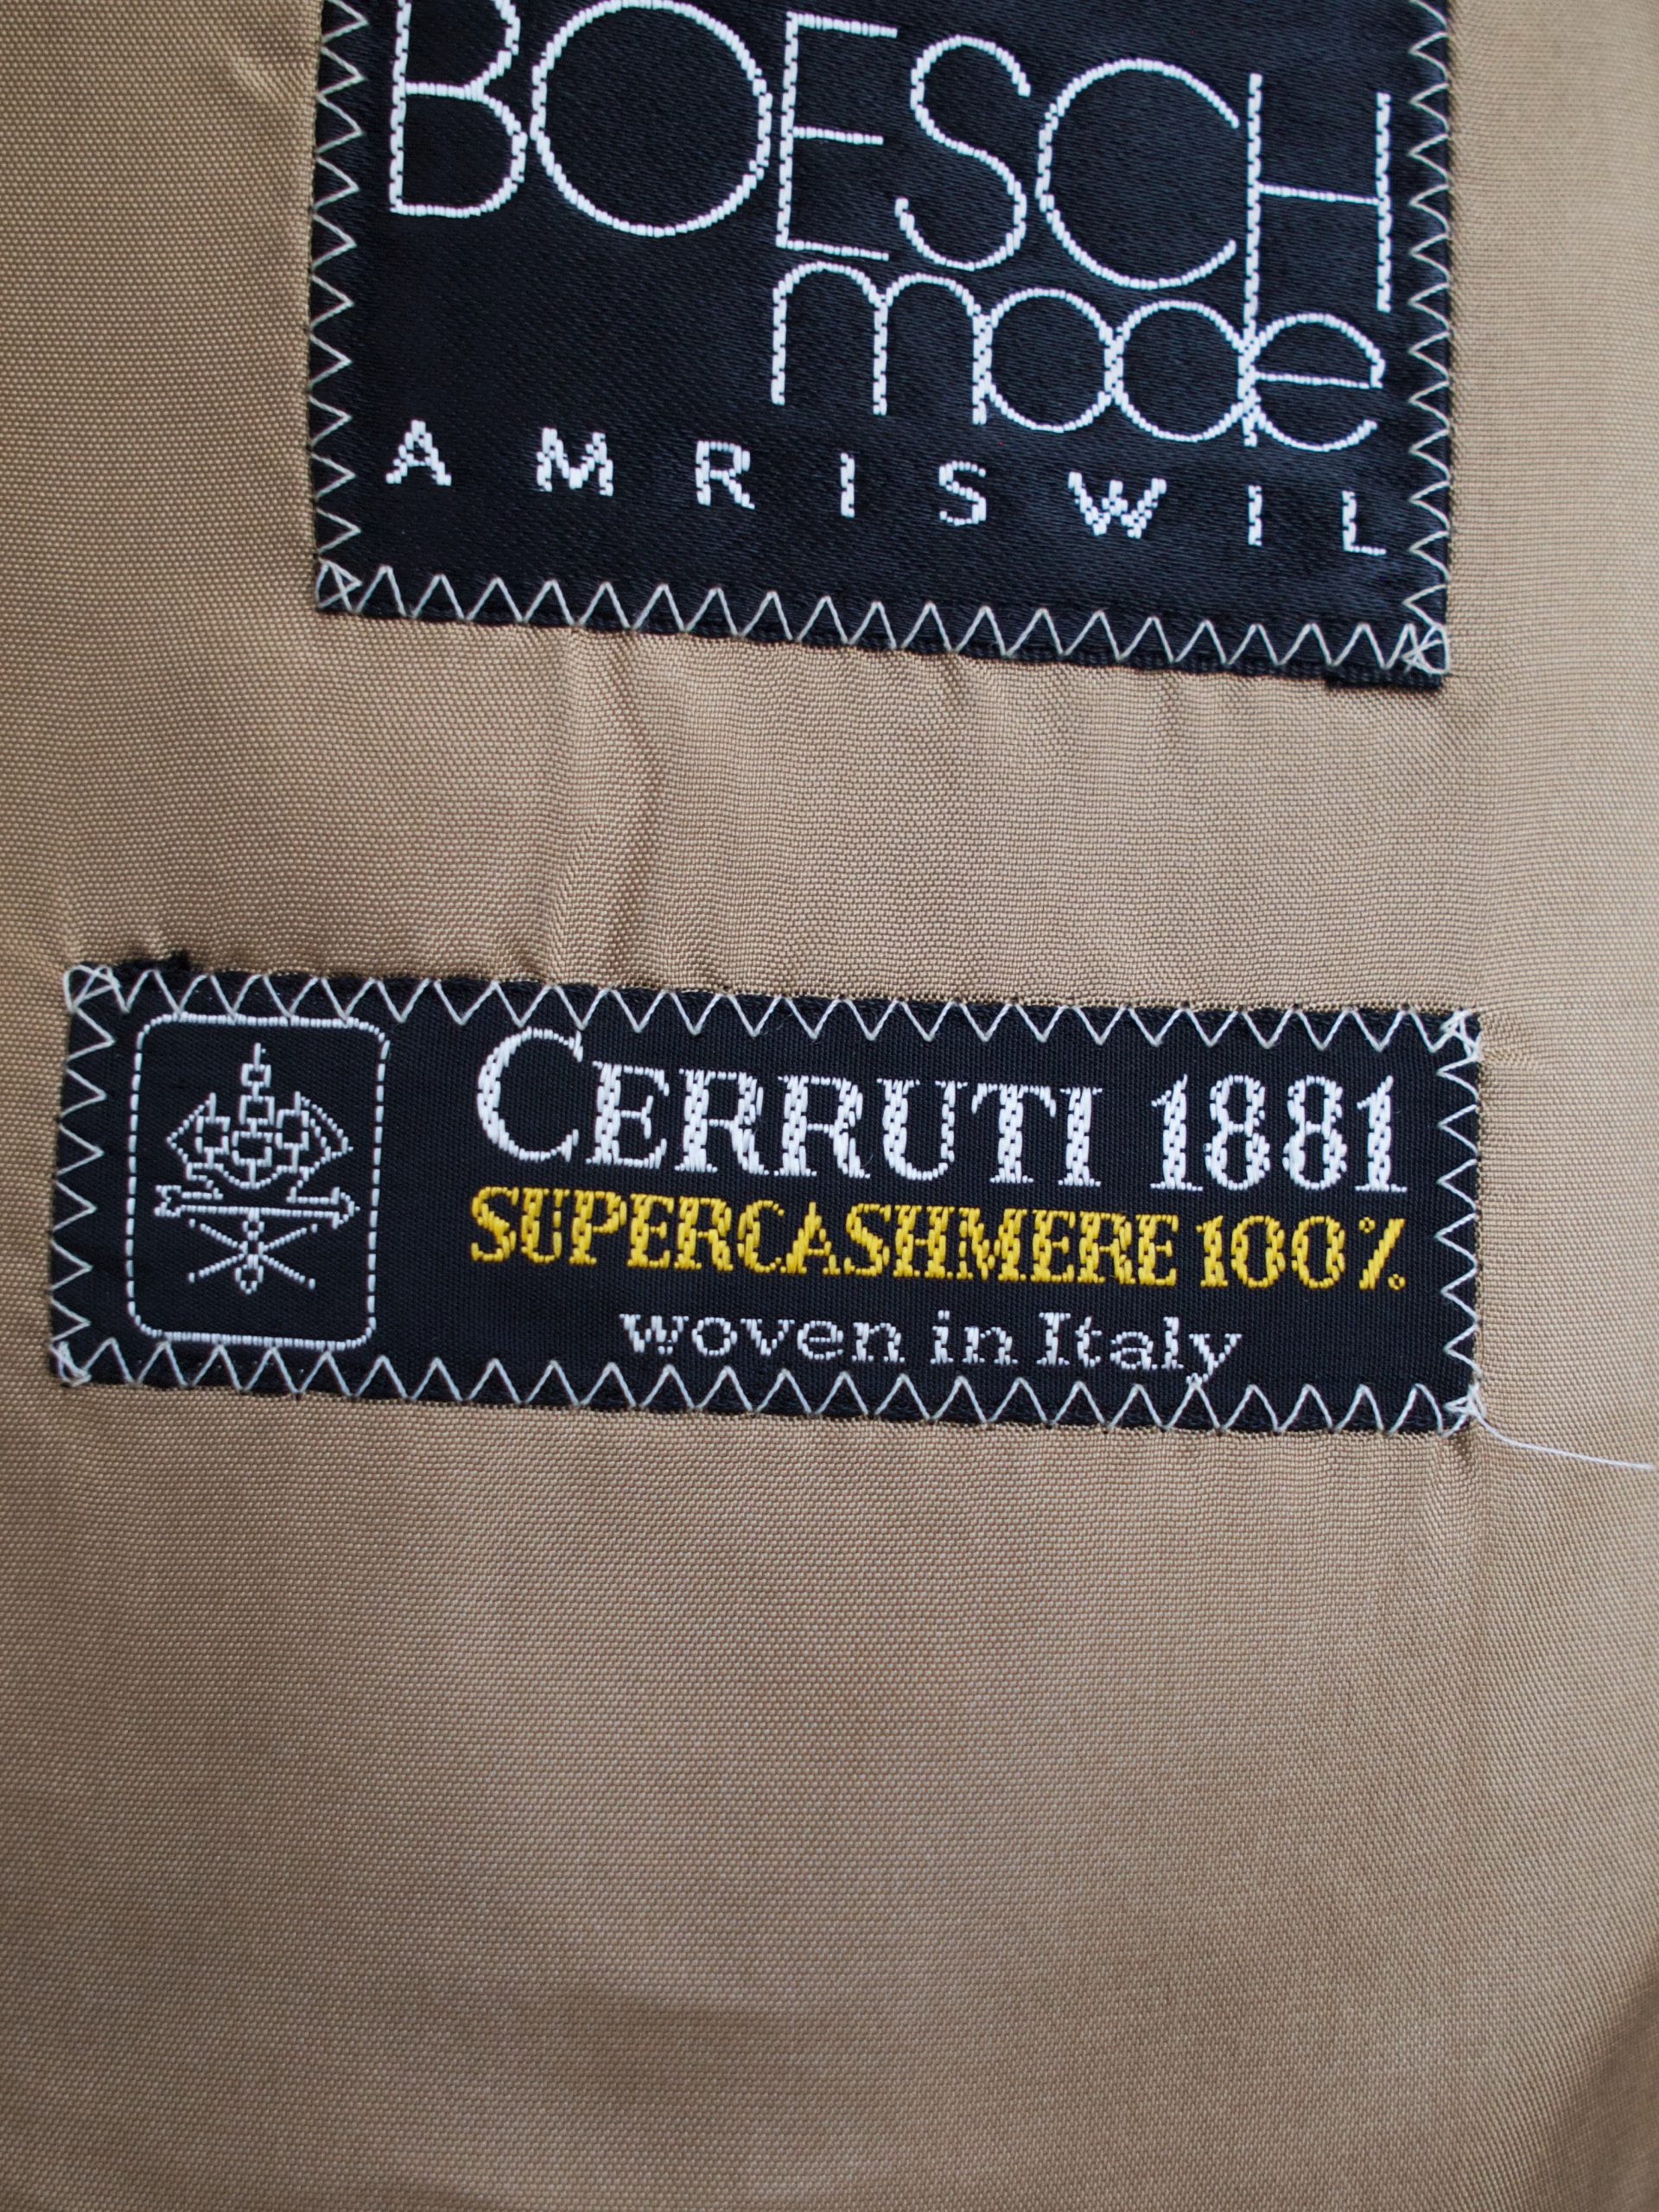 BOESCH
mode
AMRISWIL
CERRUTI 1881
SUPERCASHMERE 100%
woven in Italy